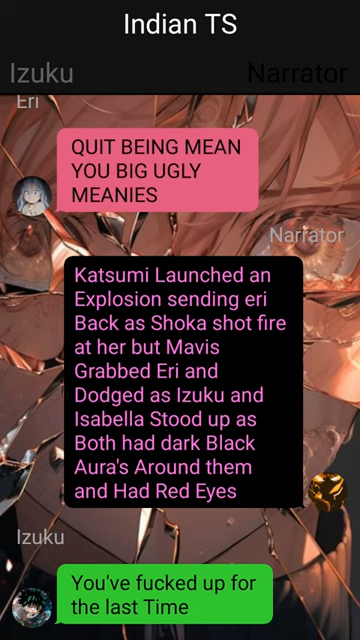 Indian TS
Izuku Narrator
Eri
QUIT BEING MEAN
YOU BIG UGLY
MEANIES
Narrator
Katsumi Launched an
Explosion sending eri
Back as Shoka shot fire
at her but Mavis
Grabbed Eri and
Dodged as Izuku and
Isabella Stood up as
Both had dark Black
Aura's Around them
and Had Red Eyes
Izuku
You've fucked up for
the last Time